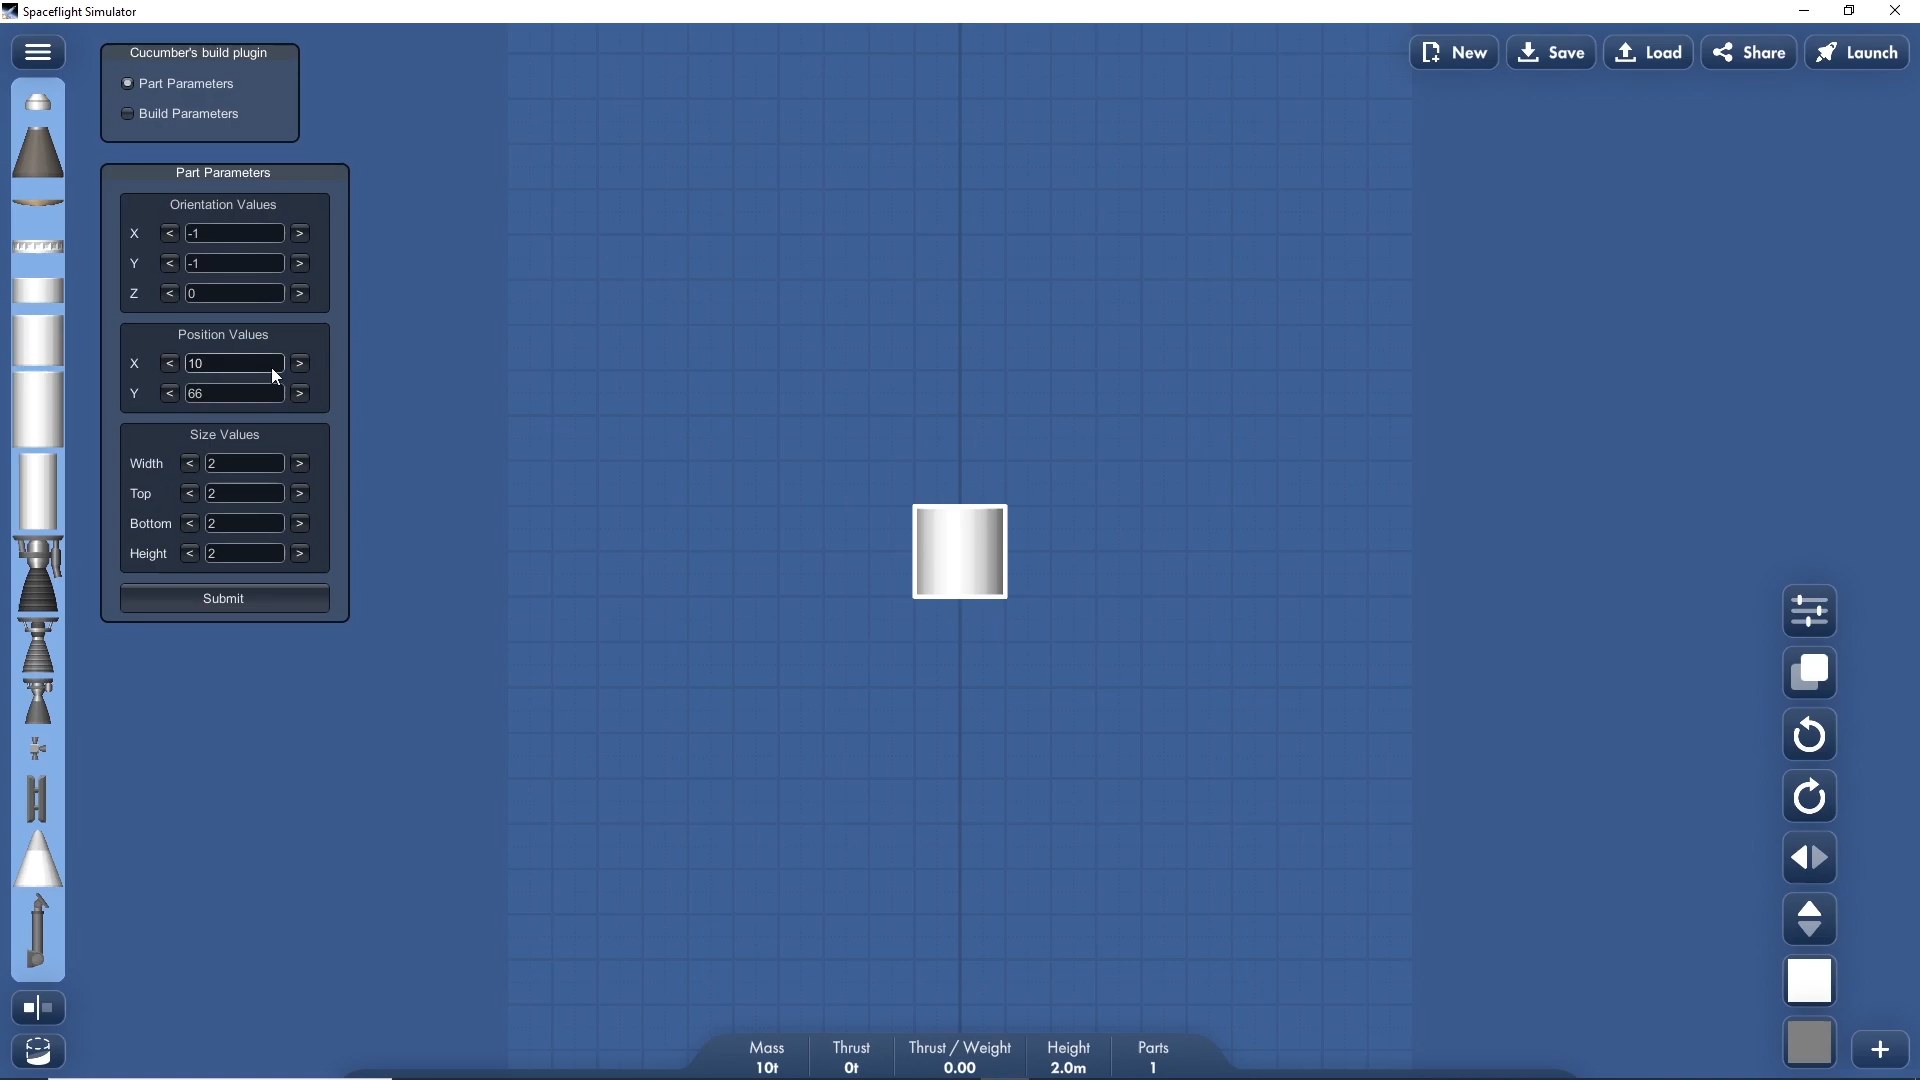 Spaceflight Simulator
Cucumber's build plugin
Part Parameters
Build Parameters
New
Save
Load
Share
Launch
Part Parameters
Orientation Values
X < -1 >
Y < -1 >
Z < 0 >
Position Values
X < 10 >
Y < 66 >
Size Values
Width < 2 >
Top < 2 >
Bottom < 2 >
Height < 2 >
Submit
Mass Thrust Thrust / Weight Height Parts
10t 0t 0.00 2.0m 1